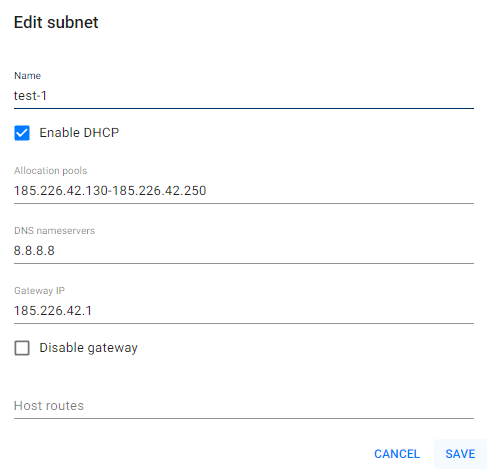 Edit subnet
Name
test-1
Enable DHCP
Allocation pools
185.226.42.130-185.226.42.250
DNS nameservers
8.8.8.8
Gateway IP
185.226.42.1
Disable gateway
Host routes
CANCEL SAVE